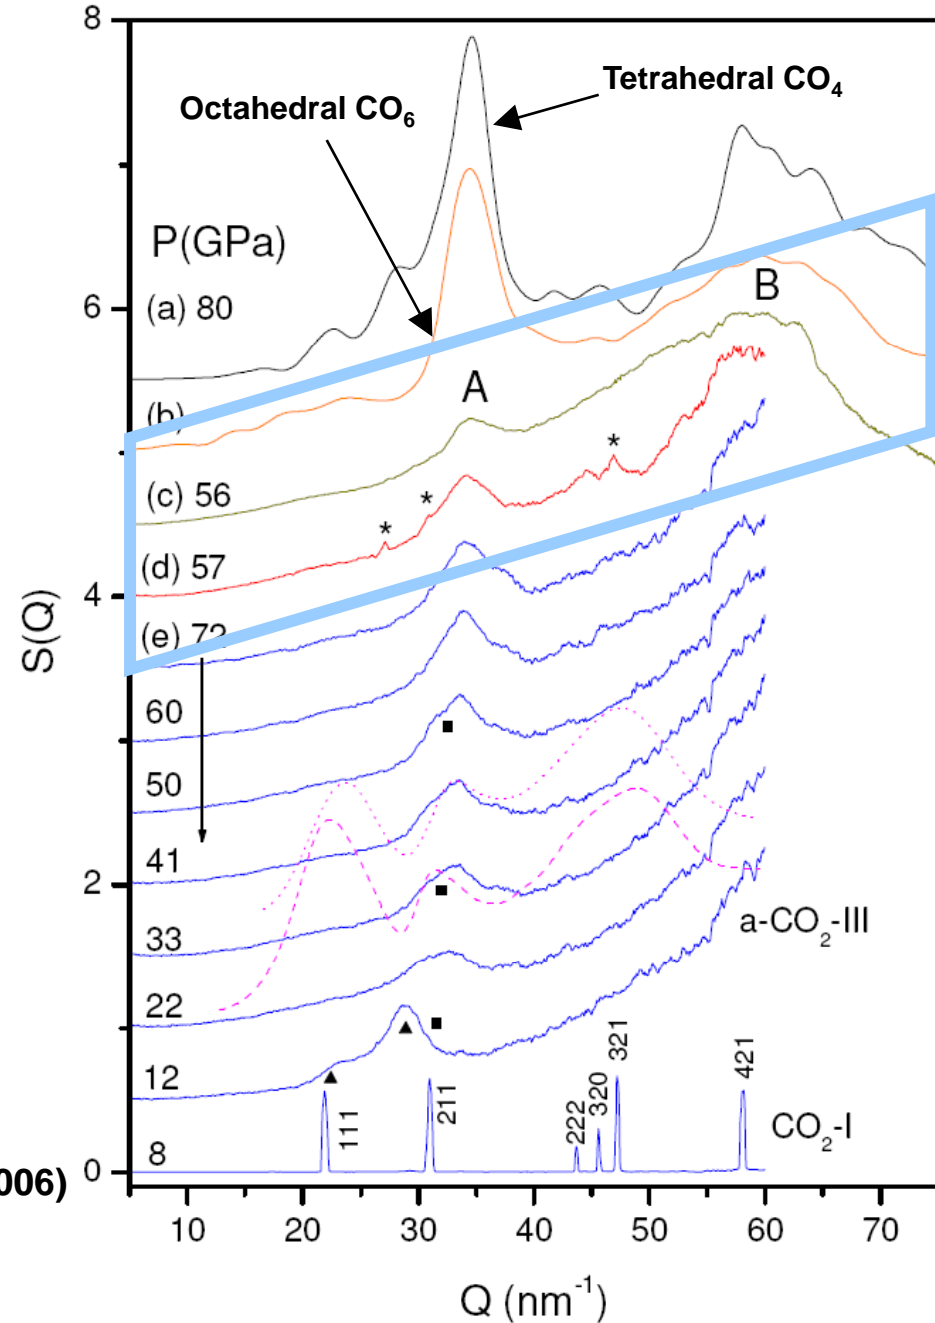 8
Tetrahedral CO₄
Octahedral CO₆
P(GPa)
(a) 80
6
B
A
(b)
*
(c) 56
*
*
(d) 57
4
(e) 72
S(Q)
60
50
41
2
a-CO₂-III
33
22
12
111
211
222
320
321
421
CO₂-I
8
0
006)
10 20 30 40 50 60 70
Q (nm⁻¹)